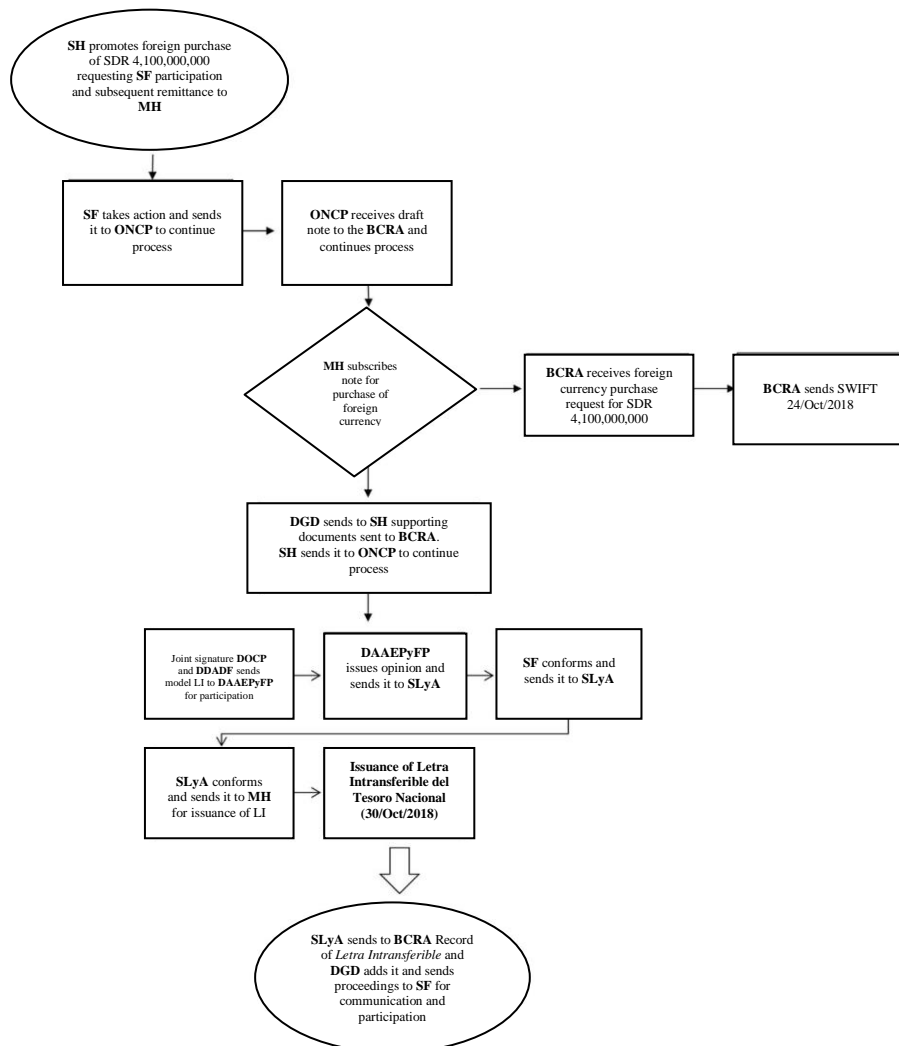 SH promotes foreign purchase
of SDR 4,100,000,000
requesting SF participation
and subsequent remittance to
MH
SF takes action and sends
it to ONCP to continue
process
ONCP receives draft
note to the BCRA and
continues process
MH subscribes
note for
purchase of
foreign
currency
BCRA receives foreign
currency purchase
request for SDR
4,100,000,000
BCRA sends SWIFT
24/Oct/2018
DGD sends to SH supporting
documents sent to BCRA.
SH sends it to ONCP to continue
process
Joint signature DOCP
and DDADF sends
model LI to DAAEPyFP
for participation
DAAEPyFP
issues opinion and
sends it to SLyA
SF conforms and
sends it to SLyA
SLyA conforms
and sends it to MH
for issuance of LI
Issuance of Letra
Intransferible del
Tesoro Nacional
(30/Oct/2018)
SLyA sends to BCRA Record
of Letra Intransferible and
DGD adds it and sends
proceedings to SF for
communication and
participation